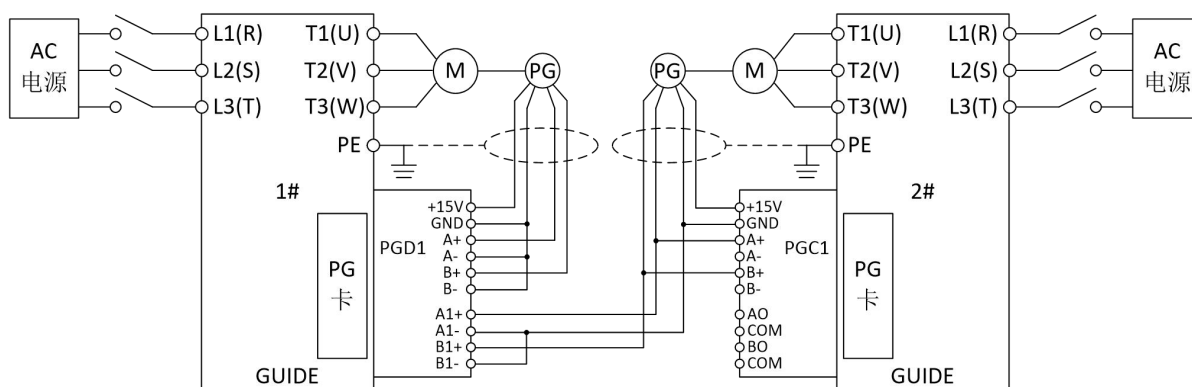 AC
电源
L1(R)
L2(S)
L3(T)
T1(U)
T2(V)
T3(W)
PE
M
PG
1#
PGD1
+15V
GND
A+
A-
B+
B-
A1+
A1-
B1+
B1-
PG
卡
GUIDE
PG
M
T1(U)
T2(V)
T3(W)
PE
L1(R)
L2(S)
L3(T)
AC
电源
2#
PGC1
+15V
GND
A+
A-
B+
B-
AO
COM
BO
COM
PG
卡
GUIDE